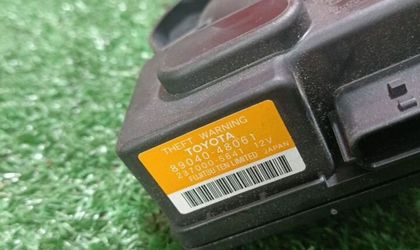 THEFT WARNING
TOYOTA
89040-48061
237000-5641 12V
FUJITSU TEN LIMITED JAPAN